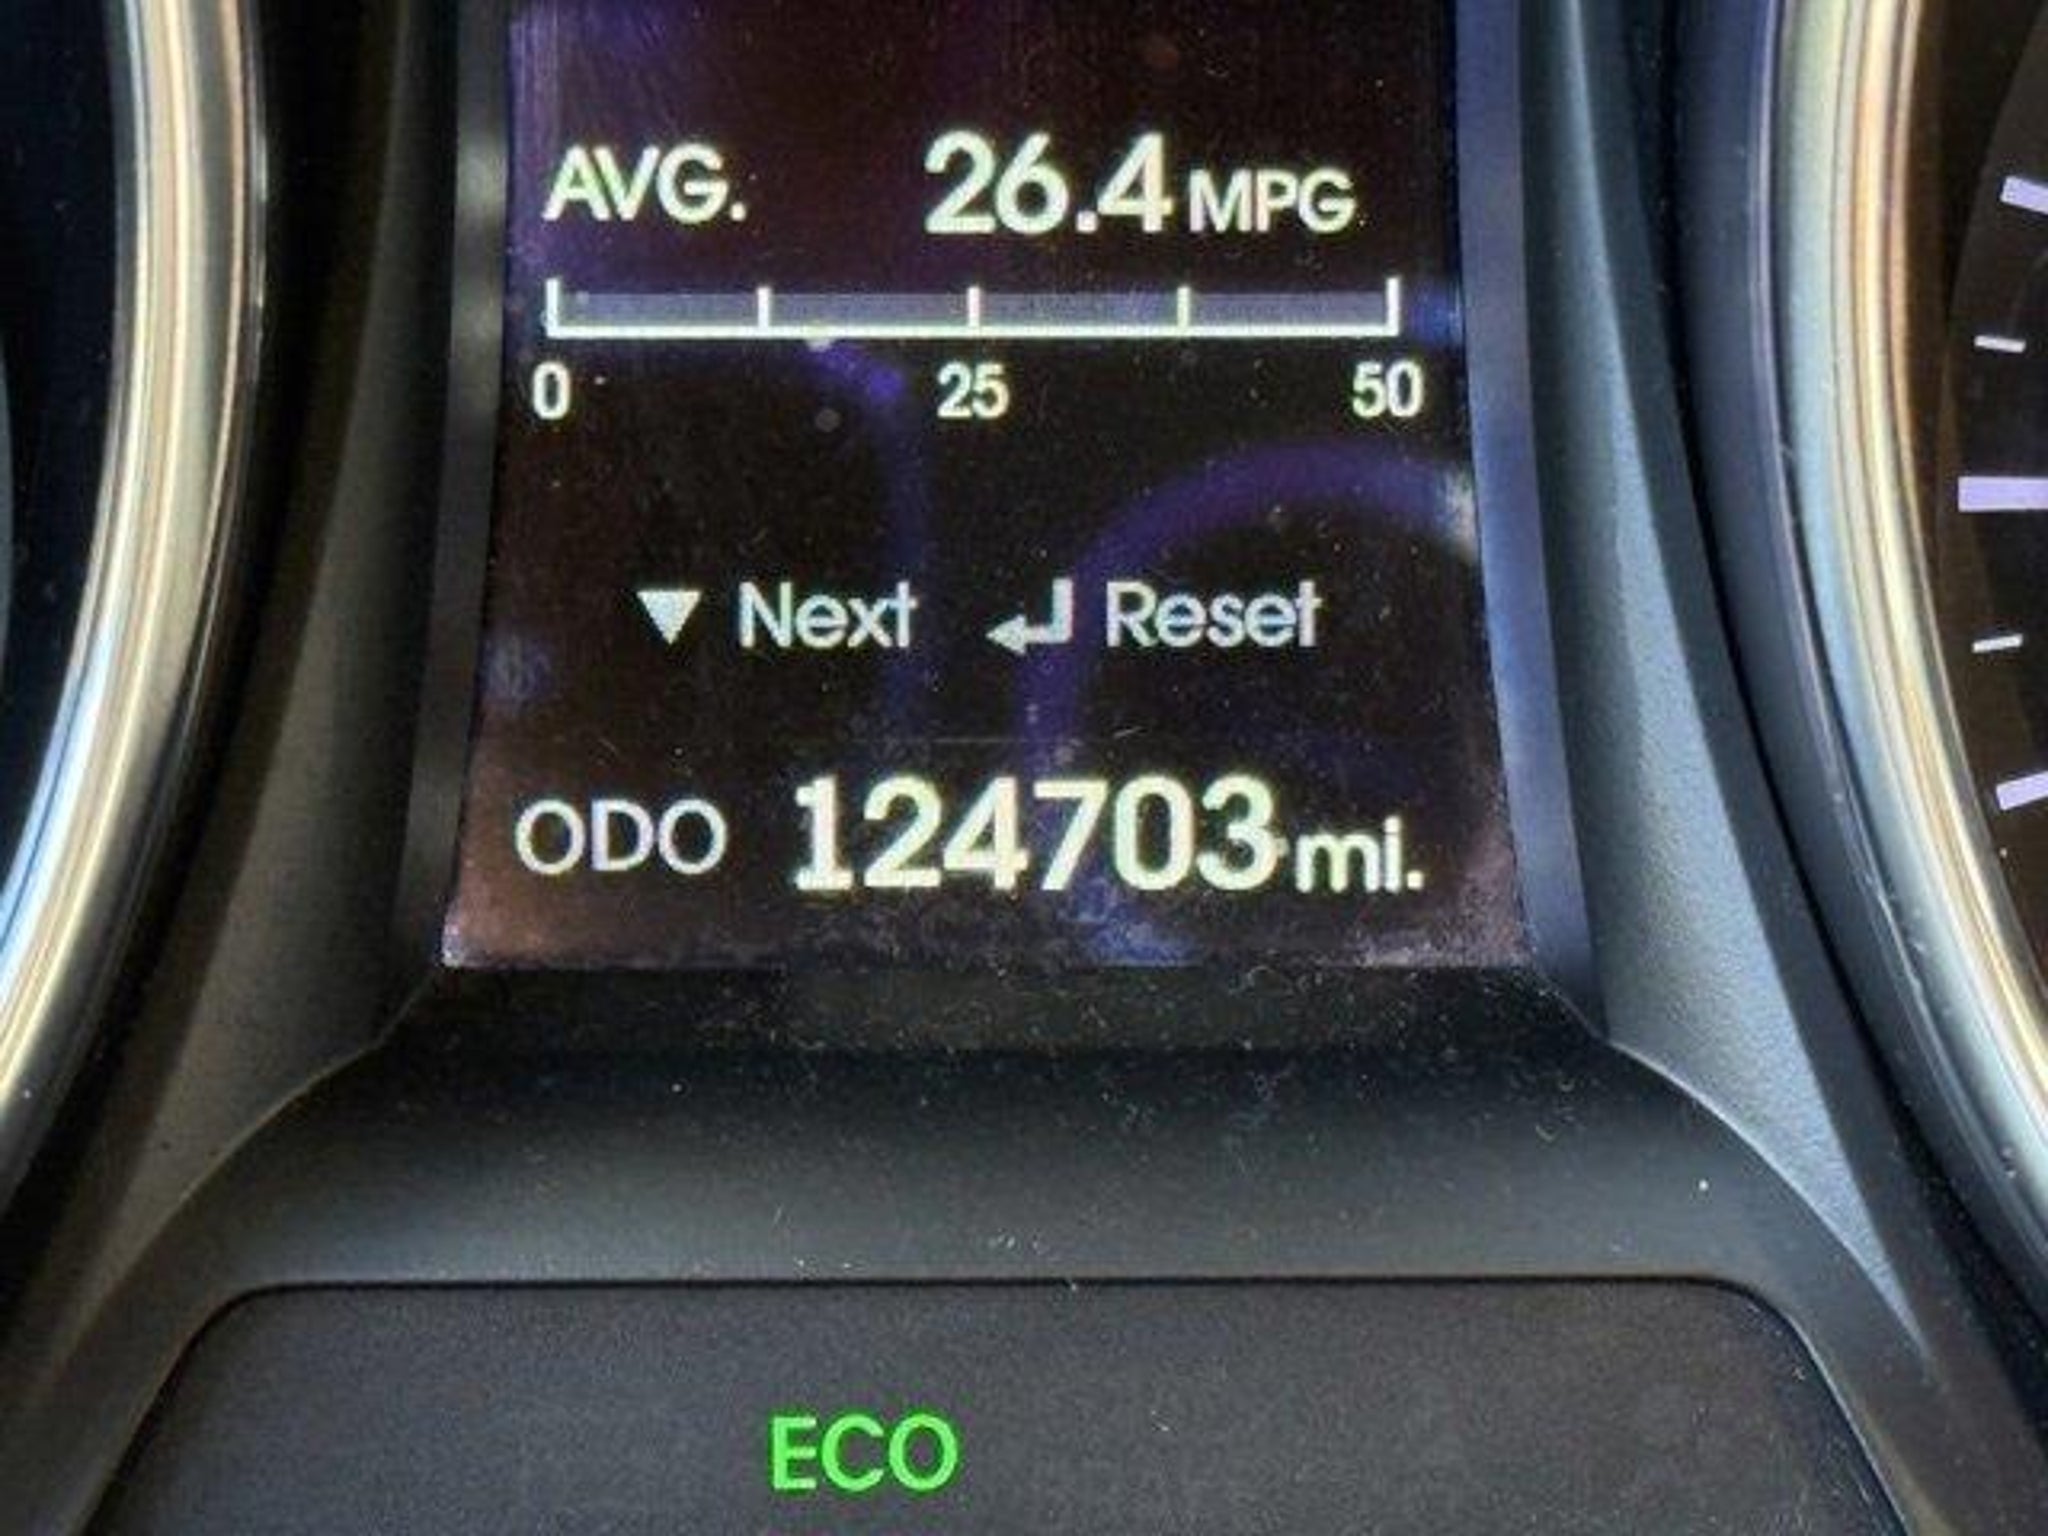 AVG. 26.4 MPG
0 25 50
▼ Next ↵ Reset
ODO 124703 mi.
ECO